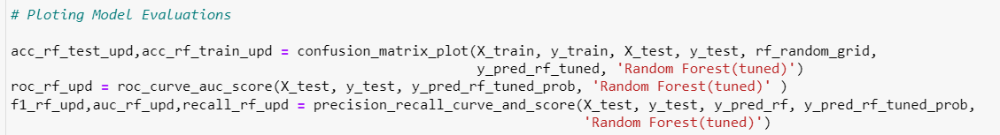 # Ploting Model Evaluations
acc_rf_test_upd,acc_rf_train_upd = confusion_matrix_plot(X_train, y_train, X_test, y_test, rf_random_grid,
y_pred_rf_tuned, 'Random Forest(tuned)')
roc_rf_upd = roc_curve_auc_score(X_test, y_test, y_pred_rf_tuned_prob, 'Random Forest(tuned)' )
f1_rf_upd,auc_rf_upd,recall_rf_upd = precision_recall_curve_and_score(X_test, y_test, y_pred_rf, y_pred_rf_tuned_prob,
'Random Forest(tuned)')